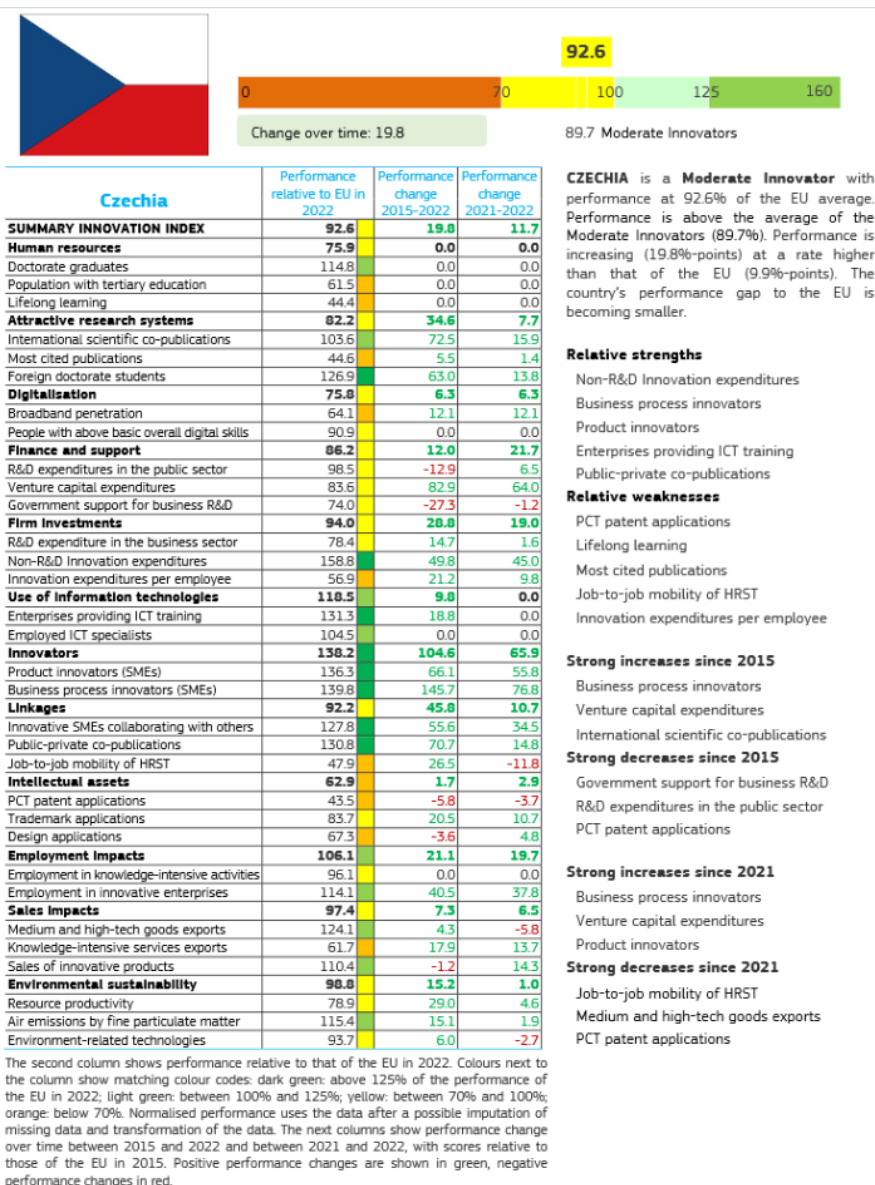 92.6
0 70 100 125 160
Change over time: 19.8
89.7 Moderate Innovators
Czechia
Performance relative to EU in 2022
Performance change 2015-2022
Performance change 2021-2022
SUMMARY INNOVATION INDEX 92.6 19.8 11.7
Human resources 75.9 0.0 0.0
Doctorate graduates 114.8 0.0 0.0
Population with tertiary education 61.5 0.0 0.0
Lifelong learning 44.4 0.0 0.0
Attractive research systems 82.2 34.6 7.7
International scientific co-publications 103.6 72.5 15.9
Most cited publications 44.6 5.5 1.4
Foreign doctorate students 126.9 63.0 13.8
Digitalisation 75.8 6.3 6.3
Broadband penetration 64.1 12.1 12.1
People with above basic overall digital skills 90.9 0.0 0.0
Finance and support 86.2 12.0 21.7
R&D expenditures in the public sector 98.5 -12.9 6.5
Venture capital expenditures 83.6 82.9 64.0
Government support for business R&D 74.0 -27.3 -1.2
Firm investments 94.0 28.8 19.0
R&D expenditure in the business sector 78.4 14.7 1.6
Non-R&D Innovation expenditures 158.8 49.8 45.0
Innovation expenditures per employee 56.9 21.2 9.8
Use of information technologies 118.5 9.8 0.0
Enterprises providing ICT training 131.3 18.8 0.0
Employed ICT specialists 104.5 0.0 0.0
Innovators 138.2 104.6 65.9
Product innovators (SMEs) 136.3 66.1 55.8
Business process innovators (SMEs) 139.8 145.7 76.8
Linkages 92.2 45.8 10.7
Innovative SMEs collaborating with others 127.8 55.6 34.5
Public-private co-publications 130.8 70.7 14.8
Job-to-job mobility of HRST 47.9 26.5 -11.8
Intellectual assets 62.9 1.7 2.9
PCT patent applications 43.5 -5.8 -3.7
Trademark applications 83.7 20.5 10.7
Design applications 67.3 -3.6 4.8
Employment impacts 106.1 21.1 19.7
Employment in knowledge-intensive activities 96.1 0.0 0.0
Employment in innovative enterprises 114.1 40.5 37.8
Sales impacts 97.4 7.3 6.5
Medium and high-tech goods exports 124.1 4.3 -5.8
Knowledge-intensive services exports 61.7 17.9 13.7
Sales of innovative products 110.4 -1.2 14.3
Environmental sustainability 98.8 15.2 1.0
Resource productivity 78.9 29.0 4.6
Air emissions by fine particulate matter 115.4 15.1 1.9
Environment-related technologies 93.7 6.0 -2.7
The second column shows performance relative to that of the EU in 2022. Colours next to
the column show matching colour codes: dark green: above 125% of the performance of
the EU in 2022; light green: between 100% and 125%; yellow: between 70% and 100%;
orange: below 70%. Normalised performance uses the data after a possible imputation of
missing data and transformation of the data. The next columns show performance change
over time between 2015 and 2022 and between 2021 and 2022, with scores relative to
those of the EU in 2015. Positive performance changes are shown in green, negative
performance changes in red.
CZECHIA is a Moderate Innovator with
performance at 92.6% of the EU average.
Performance is above the average of the
Moderate Innovators (89.7%). Performance is
increasing (19.8%-points) at a rate higher
than that of the EU (9.9%-points). The
country's performance gap to the EU is
becoming smaller.
Relative strengths
Non-R&D Innovation expenditures
Business process innovators
Product innovators
Enterprises providing ICT training
Public-private co-publications
Relative weaknesses
PCT patent applications
Lifelong learning
Most cited publications
Job-to-job mobility of HRST
Innovation expenditures per employee
Strong increases since 2015
Business process innovators
Venture capital expenditures
International scientific co-publications
Strong decreases since 2015
Government support for business R&D
R&D expenditures in the public sector
PCT patent applications
Strong increases since 2021
Business process innovators
Venture capital expenditures
Product innovators
Strong decreases since 2021
Job-to-job mobility of HRST
Medium and high-tech goods exports
PCT patent applications